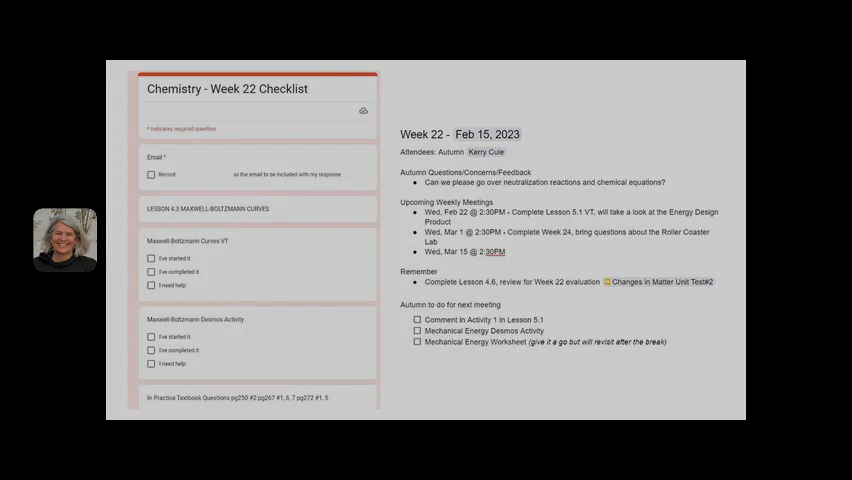 Chemistry - Week 22 Checklist
* Indicates required question
Email *
Record as the email to be included with my response
LESSON 4.3 MAXWELL-BOLTZMANN CURVES
Maxwell-Boltzmann Curves VT
I've started it
I've completed it
I need help
Maxwell-Boltzmann Desmos Activity
I've started it
I've completed it
I need help
In Practice Textbook Questions pg250 #2 pg267 #1, 6, 7 pg272 #1, 5
Week 22 - Feb 15, 2023
Attendees: Autumn Kerry Cule
Autumn Questions/Concerns/Feedback
● Can we please go over neutralization reactions and chemical equations?
Upcoming Weekly Meetings
● Wed, Feb 22 @ 2:30PM - Complete Lesson 5.1 VT, will take a look at the Energy Design
Product
● Wed, Mar 1 @ 2:30PM - Complete Week 24, bring questions about the Roller Coaster
Lab
● Wed, Mar 15 @ 2:30PM
Remember
● Complete Lesson 4.6, review for Week 22 evaluation Changes in Matter Unit Test#2
Autumn to do for next meeting
Comment in Activity 1 in Lesson 5.1
Mechanical Energy Desmos Activity
Mechanical Energy Worksheet (give it a go but will revisit after the break)